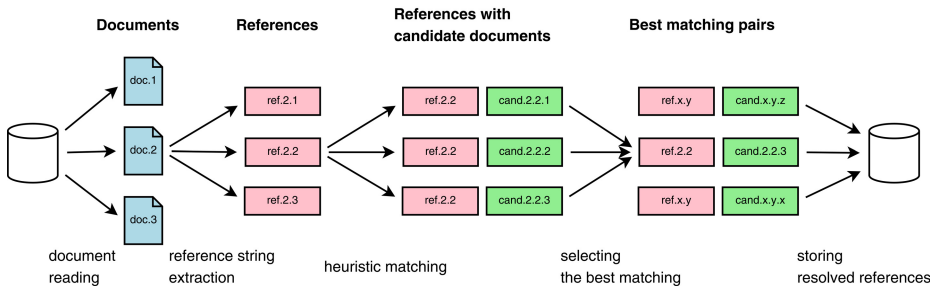 Documents
References
References with
candidate documents
Best matching pairs
doc.1
doc.2
doc.3
ref.2.1
ref.2.2
ref.2.3
ref.2.2
cand.2.2.1
ref.2.2
cand.2.2.2
ref.2.2
cand.2.2.3
ref.x.y
cand.x.y.z
ref.2.2
cand.2.2.3
ref.x.y
cand.x.y.x
document
reading
reference string
extraction
heuristic matching
selecting
the best matching
storing
resolved references